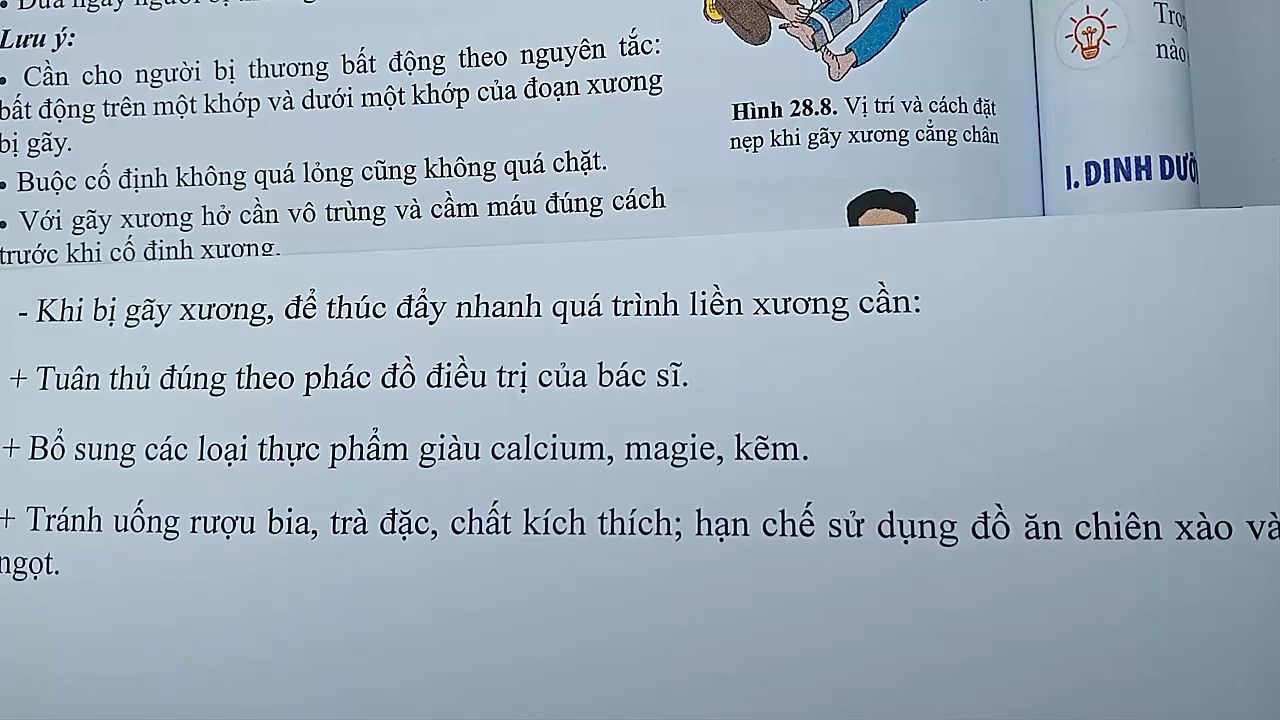 Lưu ý:
• Cần cho người bị thương bất động theo nguyên tắc:
bất động trên một khớp và dưới một khớp của đoạn xương
bị gãy.
• Buộc cố định không quá lỏng cũng không quá chặt.
• Với gãy xương hở cần vô trùng và cầm máu đúng cách
trước khi cố định xương.
Hình 28.8. Vị trí và cách đặt
nẹp khi gãy xương cẳng chân
nào
I. DINH
- Khi bị gãy xương, để thúc đẩy nhanh quá trình liền xương cần:
+ Tuân thủ đúng theo phác đồ điều trị của bác sĩ.
+ Bổ sung các loại thực phẩm giàu calcium, magie, kẽm.
+ Tránh uống rượu bia, trà đặc, chất kích thích; hạn chế sử dụng đồ ăn chiên xào và
ngọt.